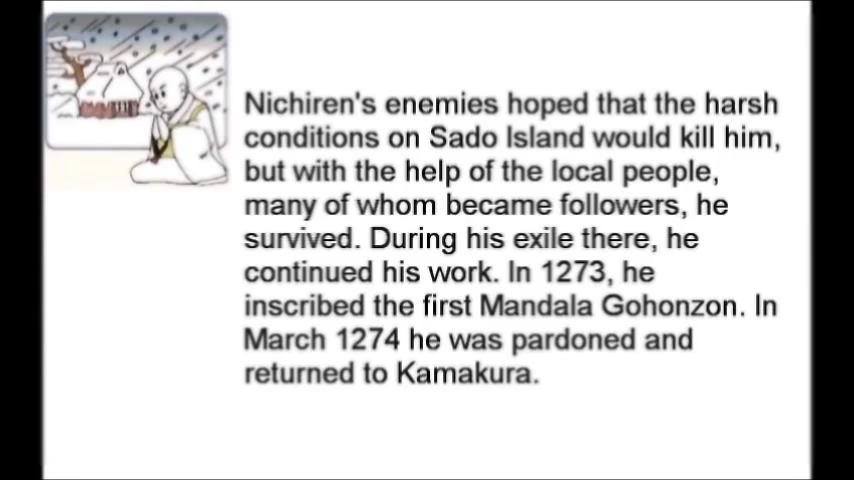 Nichiren's enemies hoped that the harsh
conditions on Sado Island would kill him,
but with the help of the local people,
many of whom became followers, he
survived. During his exile there, he
continued his work. In 1273, he
inscribed the first Mandala Gohonzon. In
March 1274 he was pardoned and
returned to Kamakura.